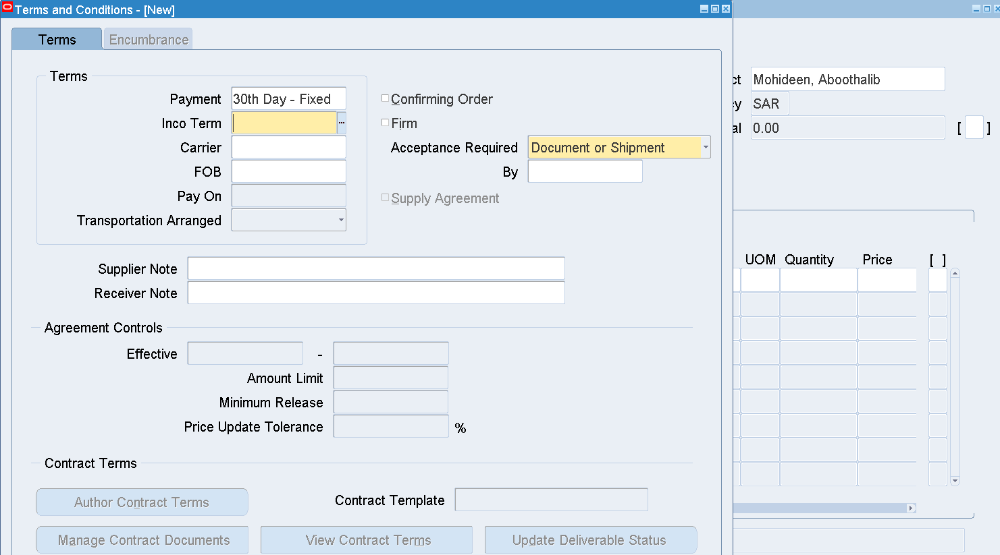 Terms and Conditions - [New]
Terms
Encumbrance
Terms
Payment 30th Day - Fixed
Inco Term
Carrier
FOB
Pay On
Transportation Arranged
Confirming Order
Firm
Acceptance Required Document or Shipment
By
Supply Agreement
Supplier Note
Receiver Note
Agreement Controls
Effective -
Amount Limit
Minimum Release
Price Update Tolerance %
Contract Terms
Author Contract Terms
Contract Template
Manage Contract Documents
View Contract Terms
Update Deliverable Status
ct Mohideen, Aboothalib
y SAR
al 0.00 [ ]
UOM Quantity Price [ ]